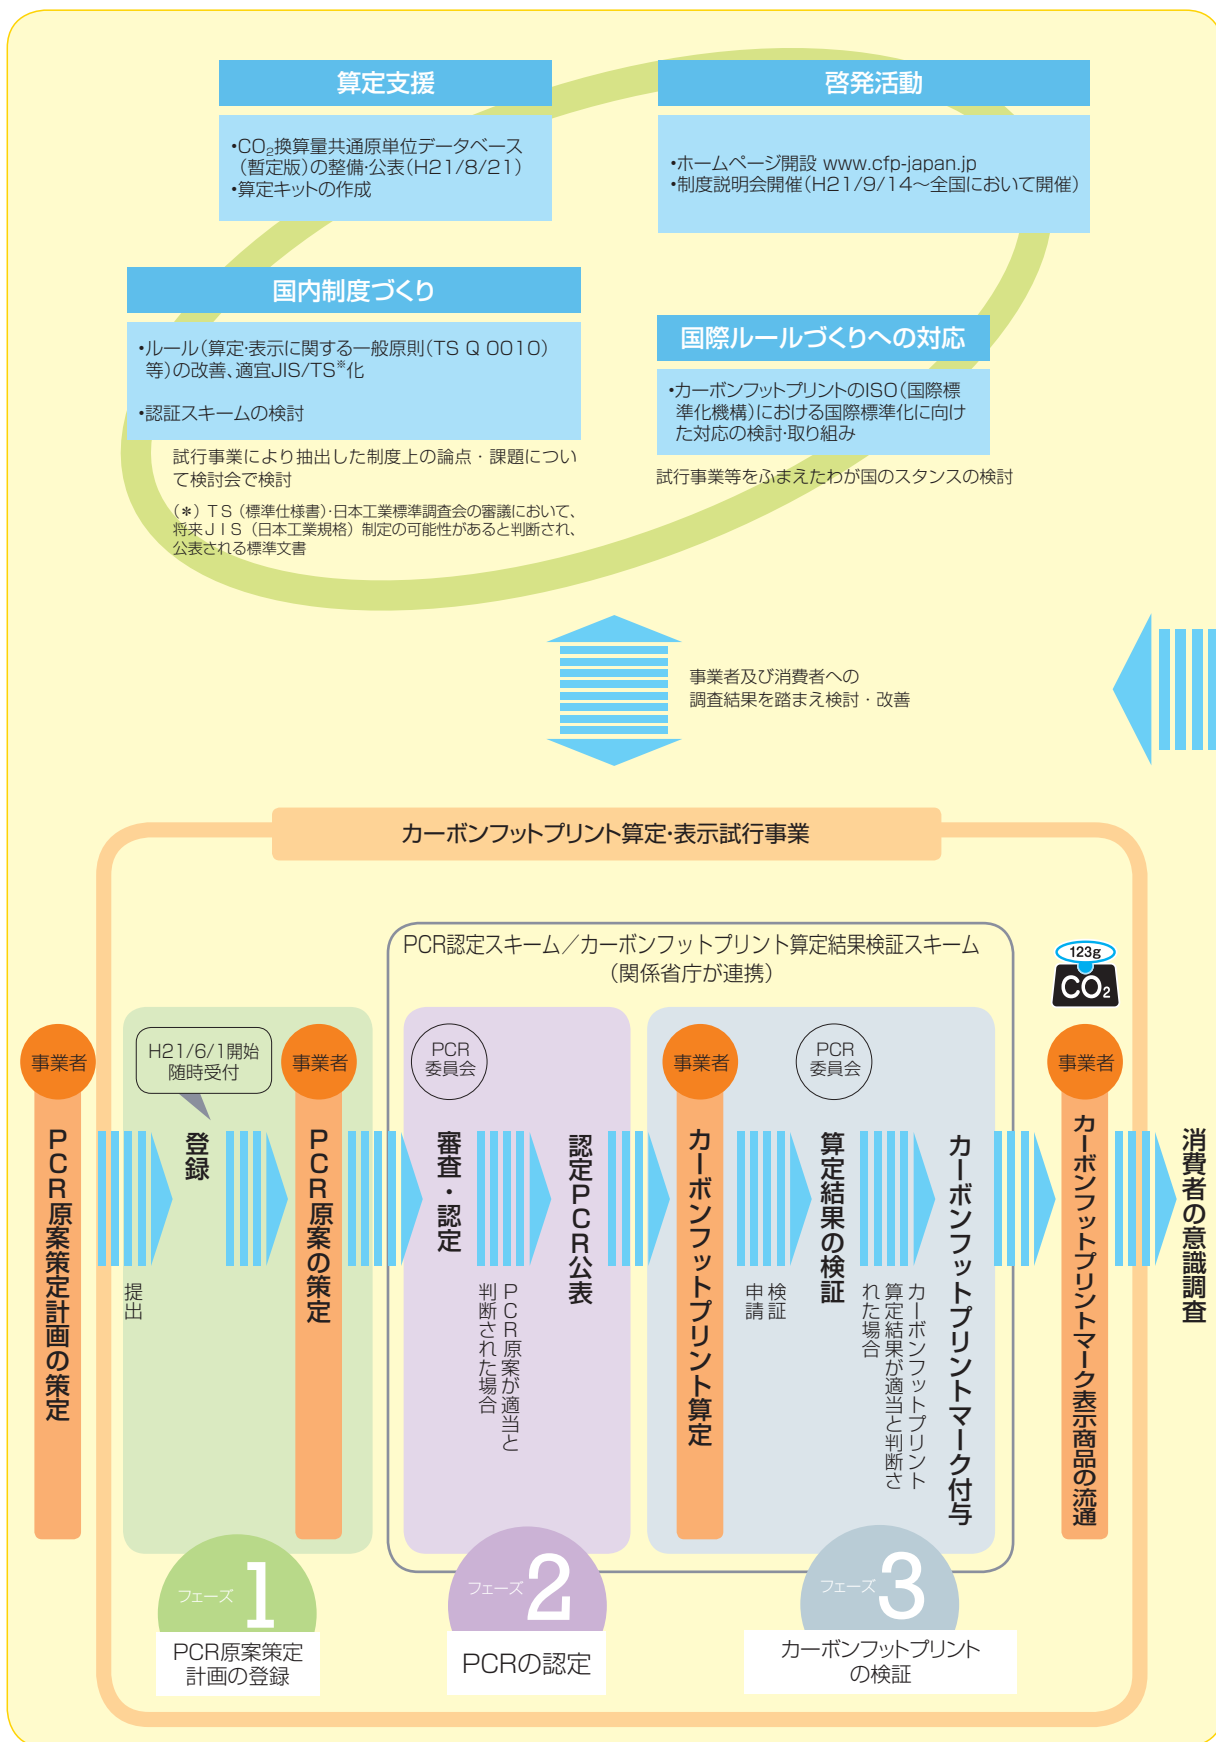 算定支援
・CO₂換算量共通原単位データベース
（暫定版）の整備・公表（H21/8/21）
・算定キットの作成
啓発活動
・ホームページ開設 www.cfp-japan.jp
・制度説明会開催（H21/9/14〜全国において開催）
国内制度づくり
・ルール（算定・表示に関する一般原則（TS Q 0010）
等）の改善、適宜JIS/TS※化
・認証スキームの検討
試行事業により抽出した制度上の論点・課題につい
て検討会で検討
（＊）ＴＳ（標準仕様書）・日本工業標準調査会の審議において、
将来ＪＩＳ（日本工業規格）制定の可能性があると判断され、
公表される標準文書
国際ルールづくりへの対応
・カーボンフットプリントのISO（国際標
準化機構）における国際標準化に向け
た対応の検討・取り組み
試行事業等をふまえたわが国のスタンスの検討
事業者及び消費者への
調査結果を踏まえ検討・改善
カーボンフットプリント算定・表示試行事業
PCR認定スキーム／カーボンフットプリント算定結果検証スキーム
（関係省庁が連携）
123g
CO₂
事業者
PCR原案策定計画の策定
提出
H21/6/1開始
随時受付
登録
事業者
PCR原案の策定
PCR
委員会
審査・認定
PCR原案が適当と
判断された場合
認定PCR公表
事業者
カーボンフットプリント算定
検証
申請
PCR
委員会
算定結果の検証
カーボンフットプリント
算定結果が適当と判断さ
れた場合
カーボンフットプリントマーク付与
事業者
カーボンフットプリントマーク表示商品の流通
消費者の意識調査
フェーズ 1
PCR原案策定
計画の登録
フェーズ 2
PCRの認定
フェーズ 3
カーボンフットプリント
の検証